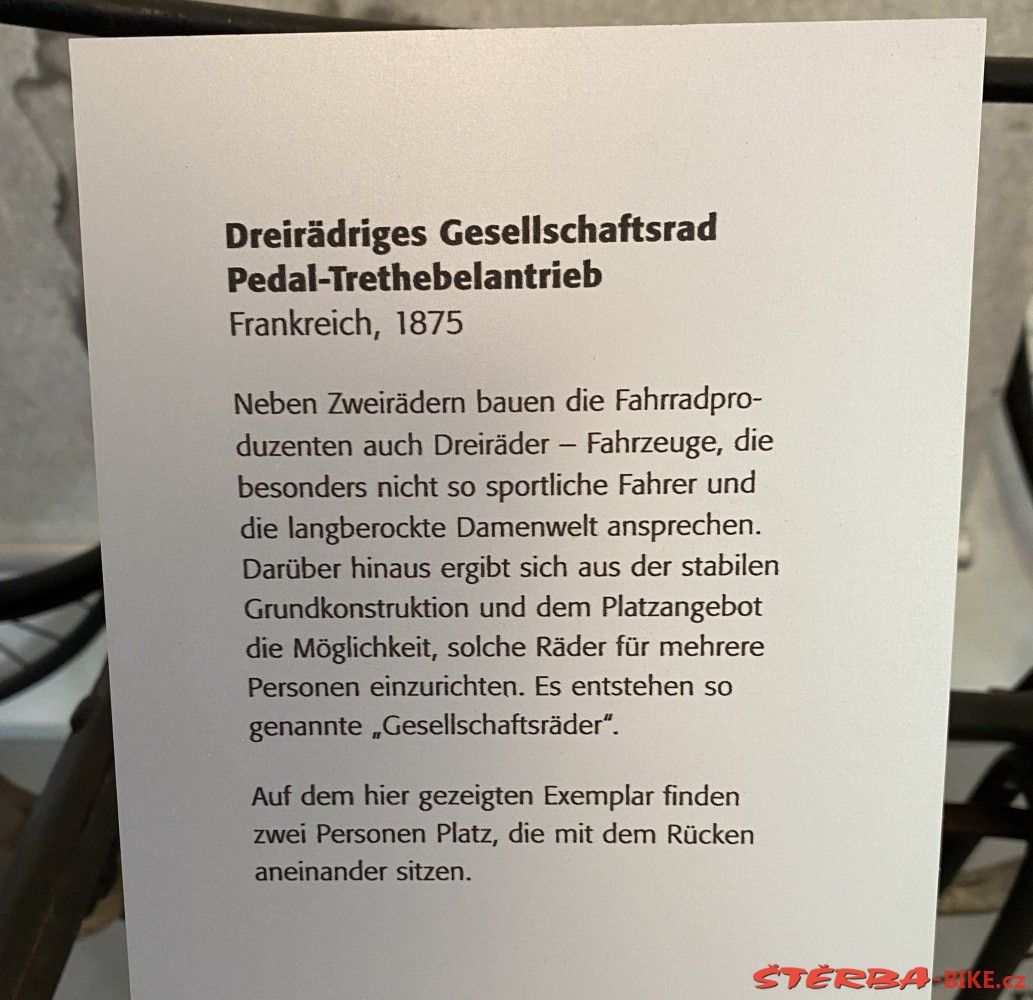 Dreirädriges Gesellschaftsrad
Pedal-Trethebelantrieb
Frankreich, 1875
Neben Zweirädern bauen die Fahrradpro-
duzenten auch Dreiräder – Fahrzeuge, die
besonders nicht so sportliche Fahrer und
die langberockte Damenwelt ansprechen.
Darüber hinaus ergibt sich aus der stabilen
Grundkonstruktion und dem Platzangebot
die Möglichkeit, solche Räder für mehrere
Personen einzurichten. Es entstehen so
genannte „Gesellschaftsräder“.
Auf dem hier gezeigten Exemplar finden
zwei Personen Platz, die mit dem Rücken
aneinander sitzen.
ŠTĚRBA-BIKE.cz